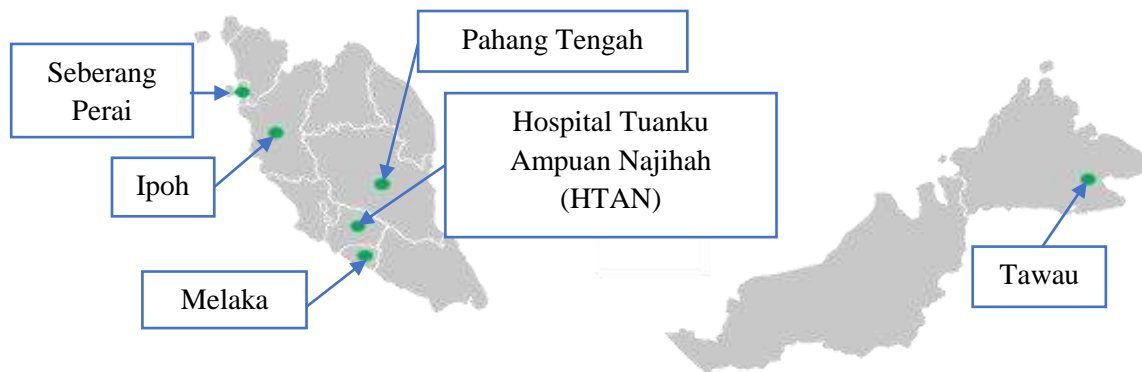 Pahang Tengah
Seberang
Perai
Hospital Tuanku
Ampuan Najihah
(HTAN)
Ipoh
Tawau
Melaka